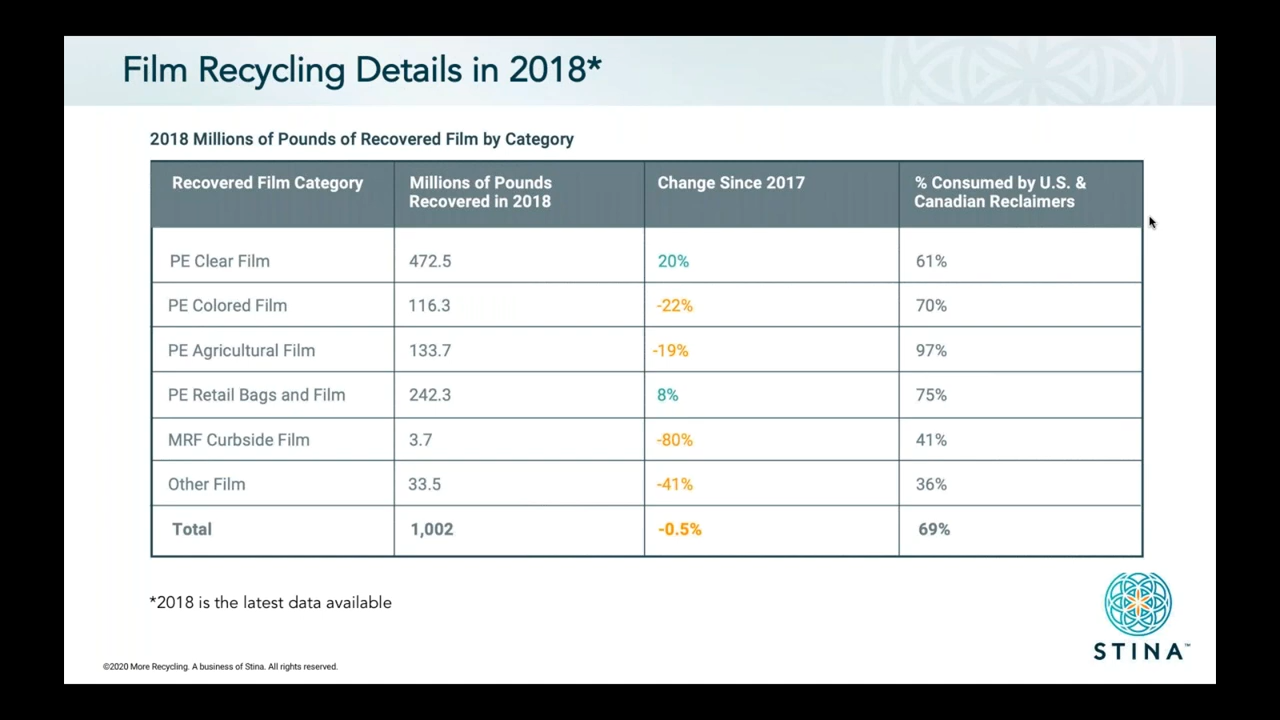 Film Recycling Details in 2018*
2018 Millions of Pounds of Recovered Film by Category
Recovered Film Category Millions of Pounds Recovered in 2018 Change Since 2017 % Consumed by U.S. & Canadian Reclaimers
PE Clear Film 472.5 20% 61%
PE Colored Film 116.3 -22% 70%
PE Agricultural Film 133.7 -19% 97%
PE Retail Bags and Film 242.3 8% 75%
MRF Curbside Film 3.7 -80% 41%
Other Film 33.5 -41% 36%
Total 1,002 -0.5% 69%
*2018 is the latest data available
STINA™
©2020 More Recycling. A business of Stina. All rights reserved.